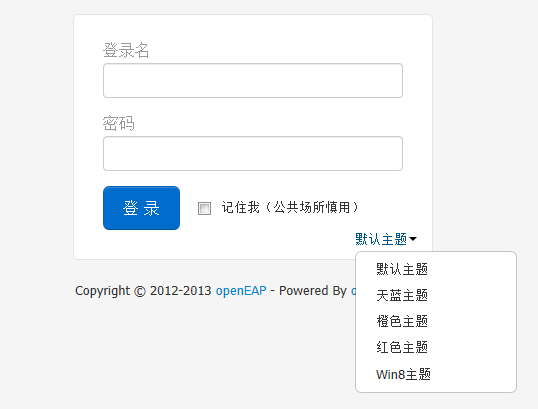 登录名
密码
登 录 记住我（公共场所慎用）
默认主题
默认主题
天蓝主题
橙色主题
红色主题
Win8主题
Copyright © 2012-2013 openEAP - Powered By